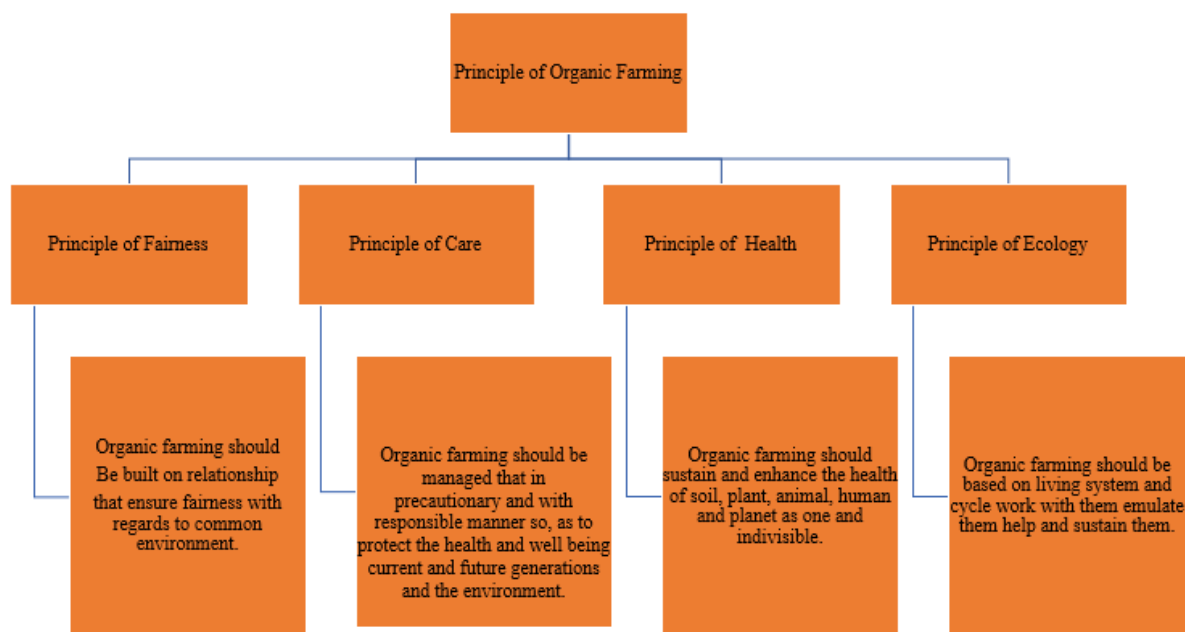 Principle of Organic Farming
Principle of Fairness
Principle of Care
Principle of Health
Principle of Ecology
Organic farming should
Be built on relationship
that ensure fairness with
regards to common
environment.
Organic farming should be
managed that in
precautionary and with
responsible manner so, as to
protect the health and well being
current and future generations
and the environment.
Organic farming should
sustain and enhance the health
of soil, plant, animal, human
and planet as one and
indivisible.
Organic farming should be
based on living system and
cycle work with them emulate
them help and sustain them.